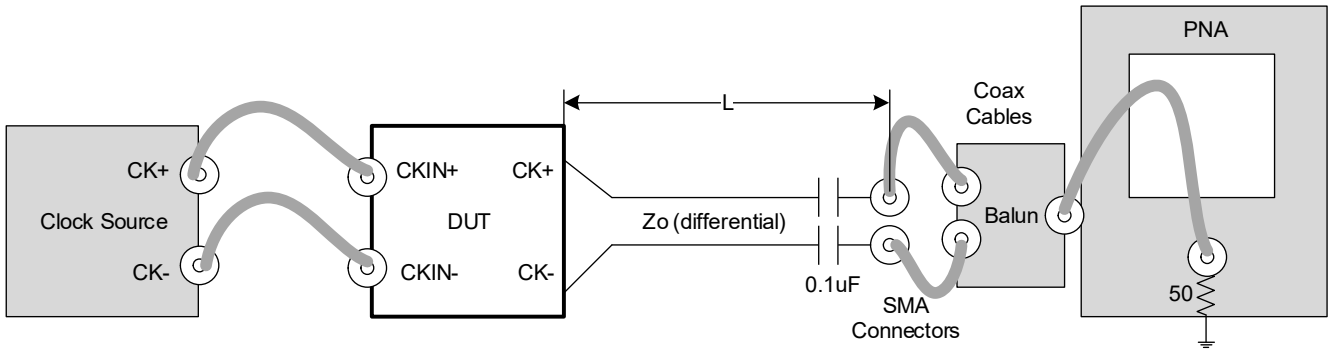 PNA
L
Coax
Cables
CK+
CKIN+
CK+
Clock Source
DUT
Zo (differential)
Balun
CK-
CKIN-
CK-
0.1uF
SMA
Connectors
50